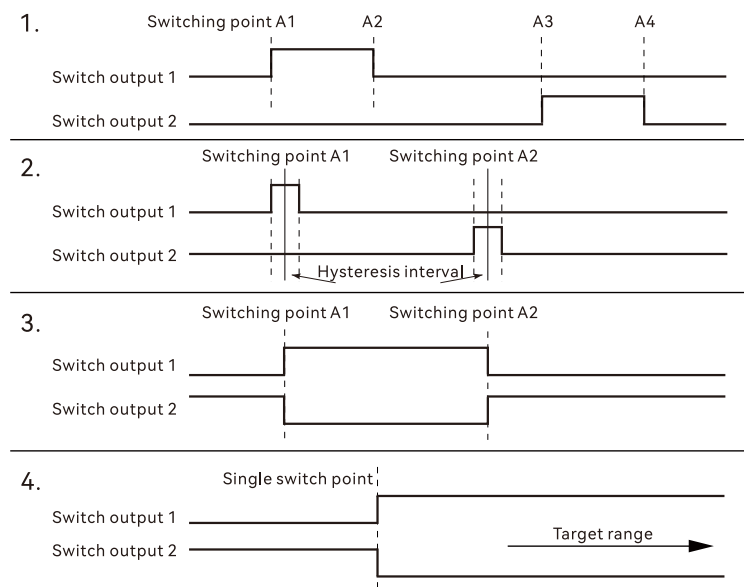 1.
Switching point A1 A2 A3 A4
Switch output 1
Switch output 2
2.
Switching point A1 Switching point A2
Switch output 1
Switch output 2
Hysteresis interval
3.
Switching point A1 Switching point A2
Switch output 1
Switch output 2
4.
Single switch point
Switch output 1
Target range
Switch output 2